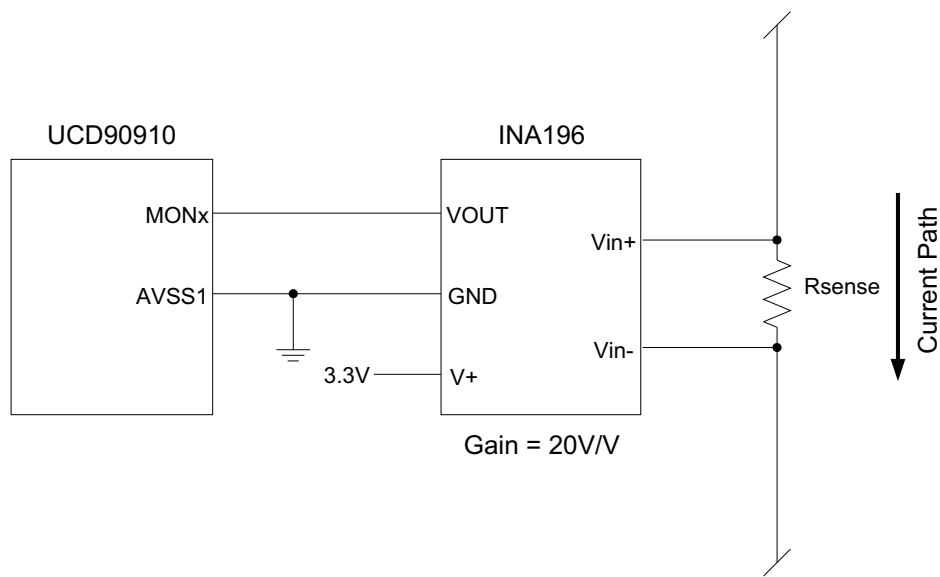 UCD90910
INA196
MONx
VOUT
Vin+
AVSS1
GND
Rsense
Current Path
Vin-
3.3V
V+
Gain = 20V/V